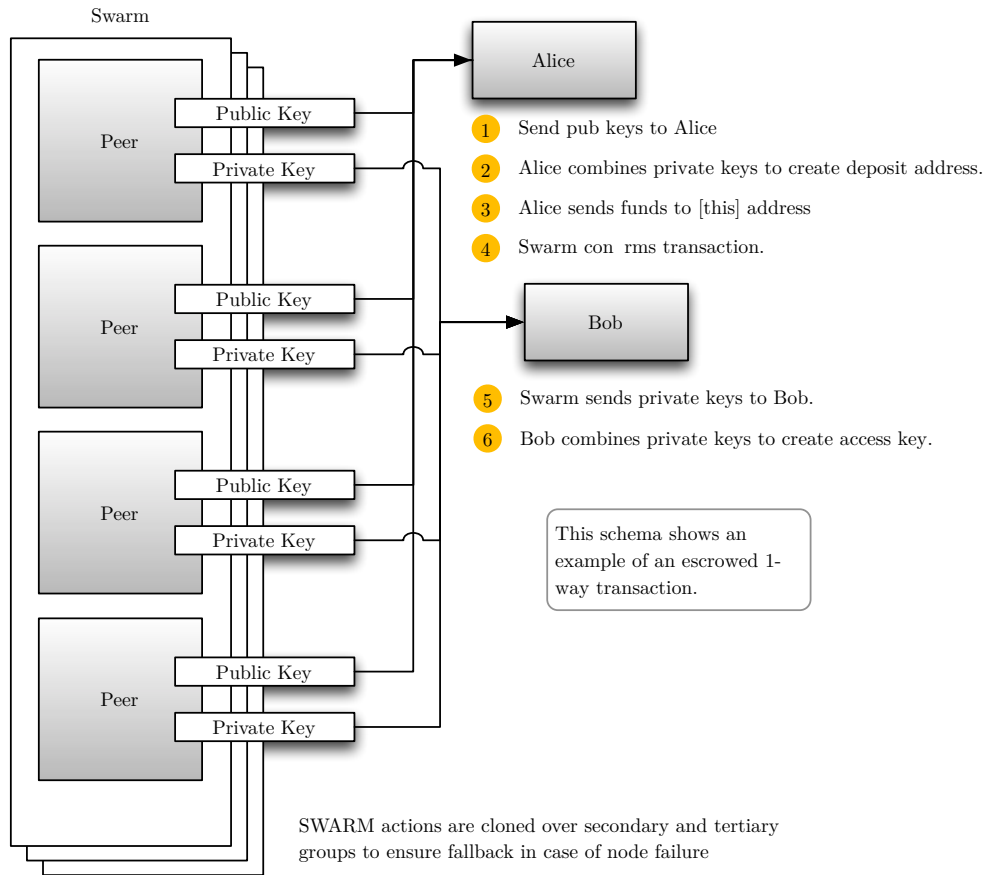 Swarm
Peer
Public Key
Private Key
Peer
Public Key
Private Key
Peer
Public Key
Private Key
Peer
Public Key
Private Key
Alice
1 Send pub keys to Alice
2 Alice combines private keys to create deposit address.
3 Alice sends funds to [this] address
4 Swarm con rms transaction.
Bob
5 Swarm sends private keys to Bob.
6 Bob combines private keys to create access key.
This schema shows an
example of an escrowed 1-
way transaction.
SWARM actions are cloned over secondary and tertiary
groups to ensure fallback in case of node failure